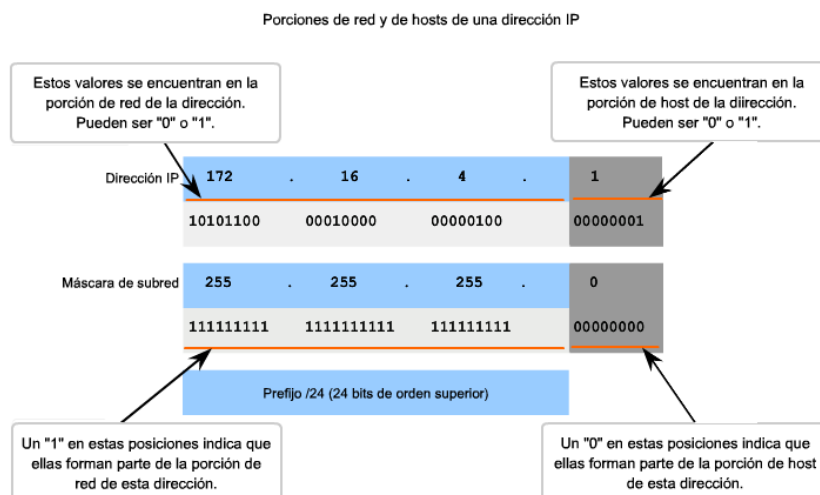 Porciones de red y de hosts de una dirección IP
Estos valores se encuentran en la
porción de red de la dirección.
Pueden ser "0" o "1".
Estos valores se encuentran en la
porción de host de la diirección.
Pueden ser "0" o "1".
Dirección IP 172 . 16 . 4 . 1
10101100 00010000 00000100 00000001
Máscara de subred 255 . 255 . 255 . 0
111111111 1111111111 111111111 00000000
Prefijo /24 (24 bits de orden superior)
Un "1" en estas posiciones indica que
ellas forman parte de la porción de
red de esta dirección.
Un "0" en estas posiciones indica que
ellas forman parte de la porción de host
de esta dirección.